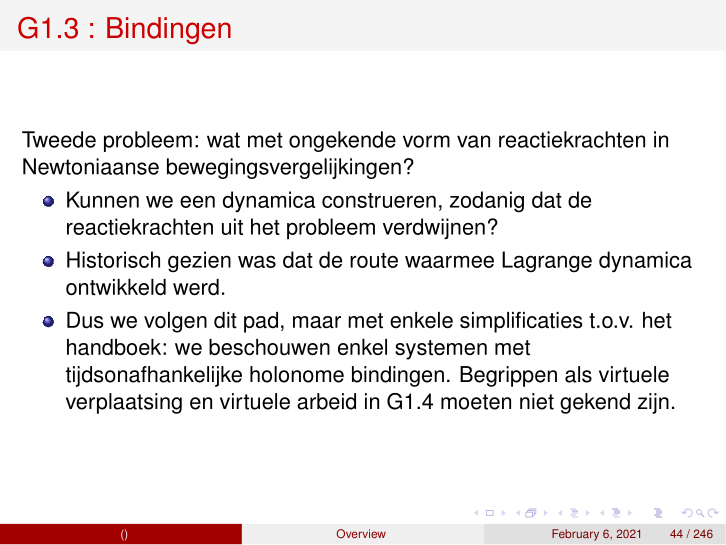 G1.3 : Bindingen
Tweede probleem: wat met ongekende vorm van reactiekrachten in
Newtoniaanse bewegingsvergelijkingen?
Kunnen we een dynamica construeren, zodanig dat de
reactiekrachten uit het probleem verdwijnen?
Historisch gezien was dat de route waarmee Lagrange dynamica
ontwikkeld werd.
Dus we volgen dit pad, maar met enkele simplificaties t.o.v. het
handboek: we beschouwen enkel systemen met
tijdsonafhankelijke holonome bindingen. Begrippen als virtuele
verplaatsing en virtuele arbeid in G1.4 moeten niet gekend zijn.
() Overview February 6, 2021 44 / 246